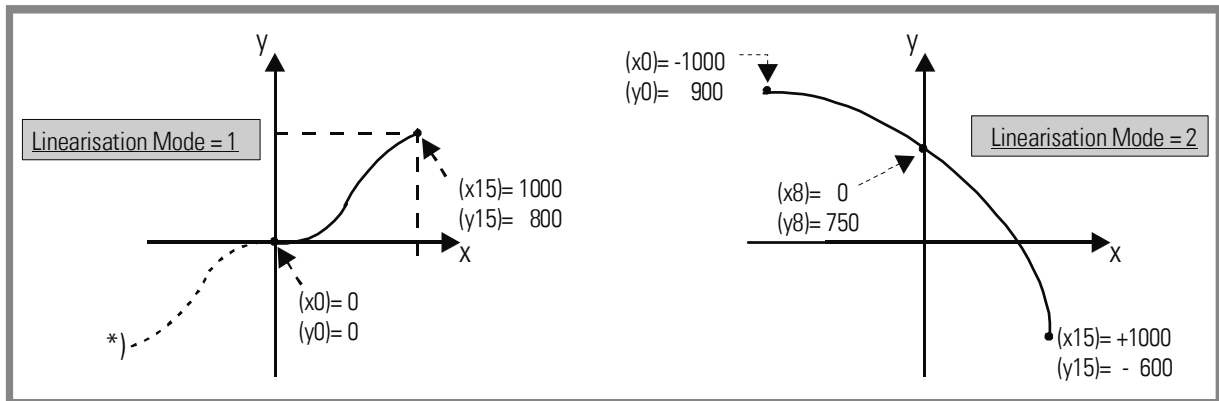 y
Linearisation Mode = 1
(x15)= 1000
(y15)= 800
x
(x0)= 0
(y0)= 0
*)
y
(x0)= -1000
(y0)= 900
Linearisation Mode = 2
(x8)= 0
(y8)= 750
x
(x15)= +1000
(y15)= - 600